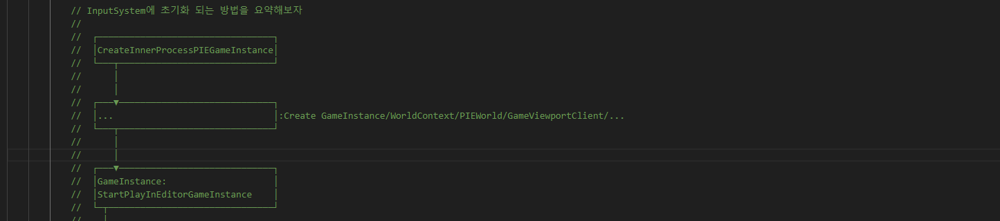 // InputSystem에 초기화 되는 방법을 요약해보자
//
//  ┌─────────────────────────────┐
//  │CreateInnerProcessPIEGameInstance│
//  └───┬─────────────────────────┘
//      │
//      │
//  ┌───▼─────────────────────────┐
//  │...                             │:Create GameInstance/WorldContext/PIEWorld/GameViewportClient/...
//  └───┬─────────────────────────┘
//      │
//      │
//  ┌───▼─────────────────────────┐
//  │GameInstance:                    │
//  │StartPlayInEditorGameInstance    │
//  └─┬───────────────────────────┘
//    │